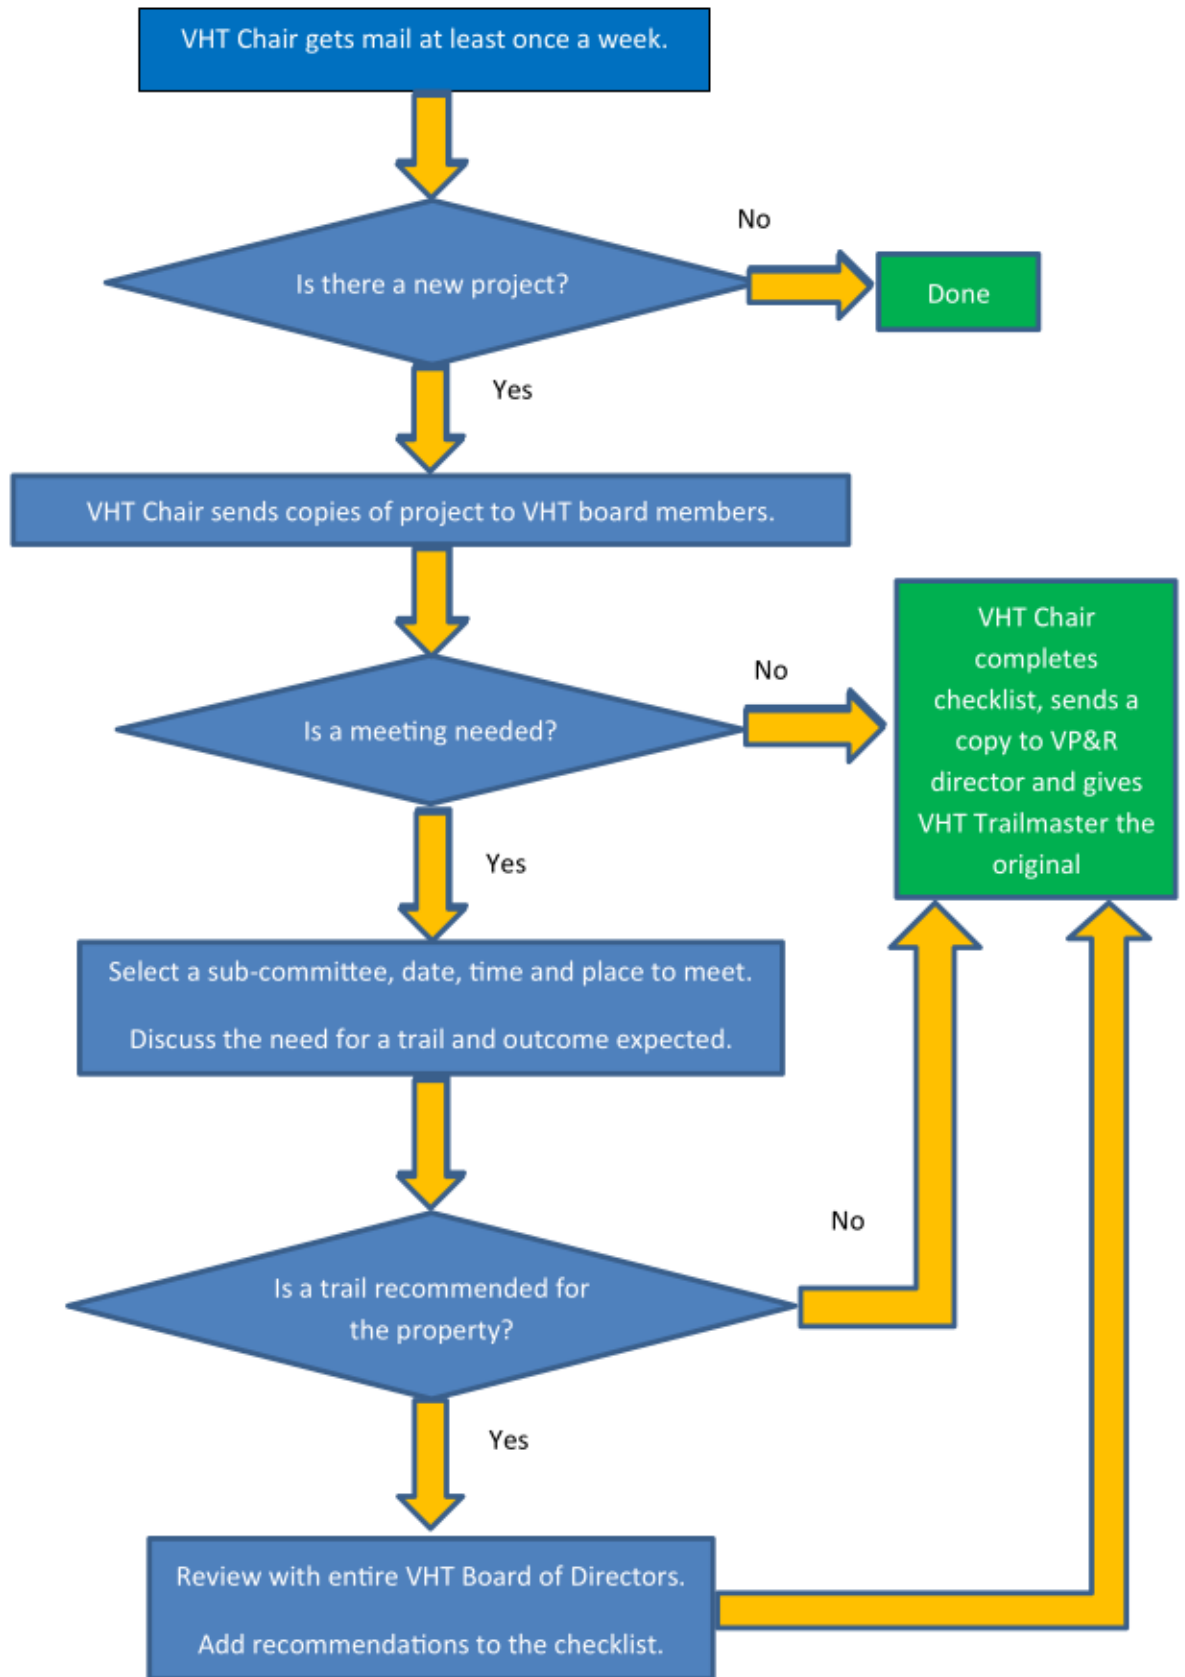 VHT Chair gets mail at least once a week.
No
Is there a new project?
Done
Yes
VHT Chair sends copies of project to VHT board members.
No
Is a meeting needed?
VHT Chair
completes
checklist, sends a
copy to VP&R
director and gives
VHT Trailmaster the
original
Yes
Select a sub-committee, date, time and place to meet.
Discuss the need for a trail and outcome expected.
No
Is a trail recommended for
the property?
Yes
Review with entire VHT Board of Directors.
Add recommendations to the checklist.